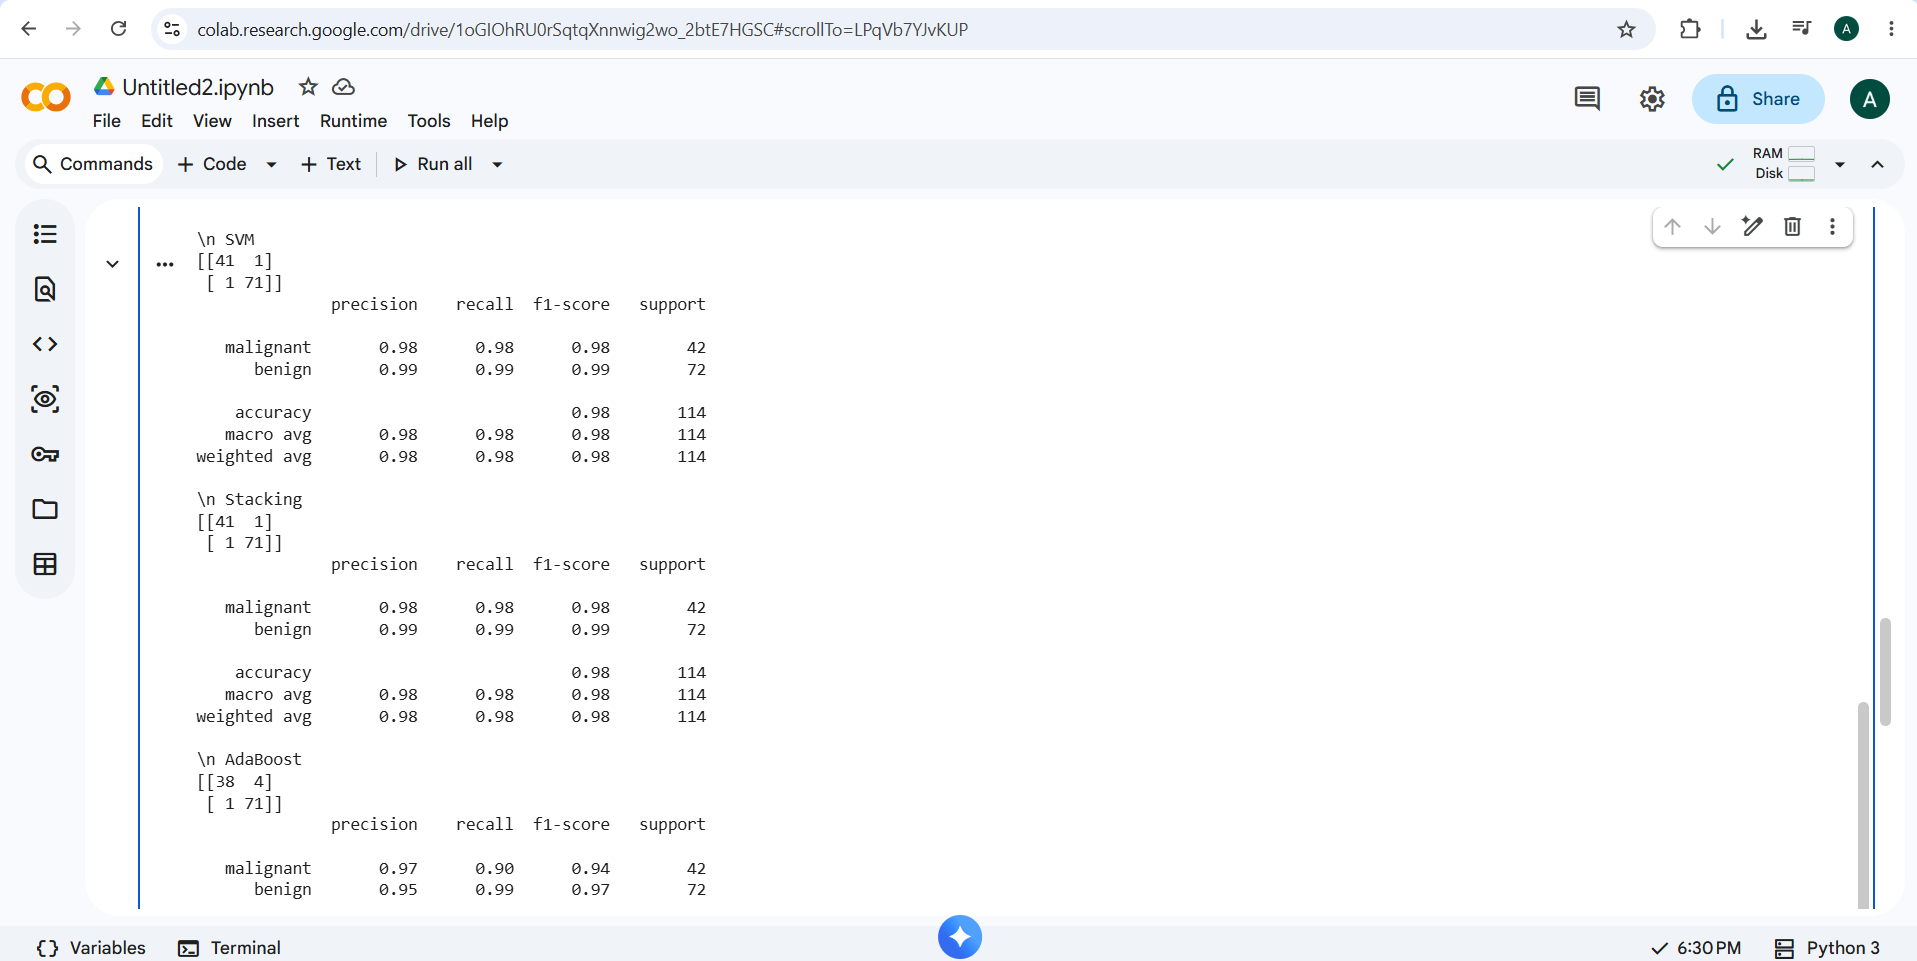 colab.research.google.com/drive/1oGIOhRU0rSqtqXnnwig2wo_2btE7HGSC#scrollTo=LPqVb7YJvKUP
A
Untitled2.ipynb
File Edit View Insert Runtime Tools Help
Share
A
Commands + Code + Text Run all
RAM
Disk
\n SVM
[[41  1]
 [ 1 71]]
              precision    recall  f1-score   support

   malignant       0.98      0.98      0.98        42
      benign       0.99      0.99      0.99        72

    accuracy                           0.98       114
   macro avg       0.98      0.98      0.98       114
weighted avg       0.98      0.98      0.98       114

\n Stacking
[[41  1]
 [ 1 71]]
              precision    recall  f1-score   support

   malignant       0.98      0.98      0.98        42
      benign       0.99      0.99      0.99        72

    accuracy                           0.98       114
   macro avg       0.98      0.98      0.98       114
weighted avg       0.98      0.98      0.98       114

\n AdaBoost
[[38  4]
 [ 1 71]]
              precision    recall  f1-score   support

   malignant       0.97      0.90      0.94        42
      benign       0.95      0.99      0.97        72
Variables Terminal
6:30 PM Python 3